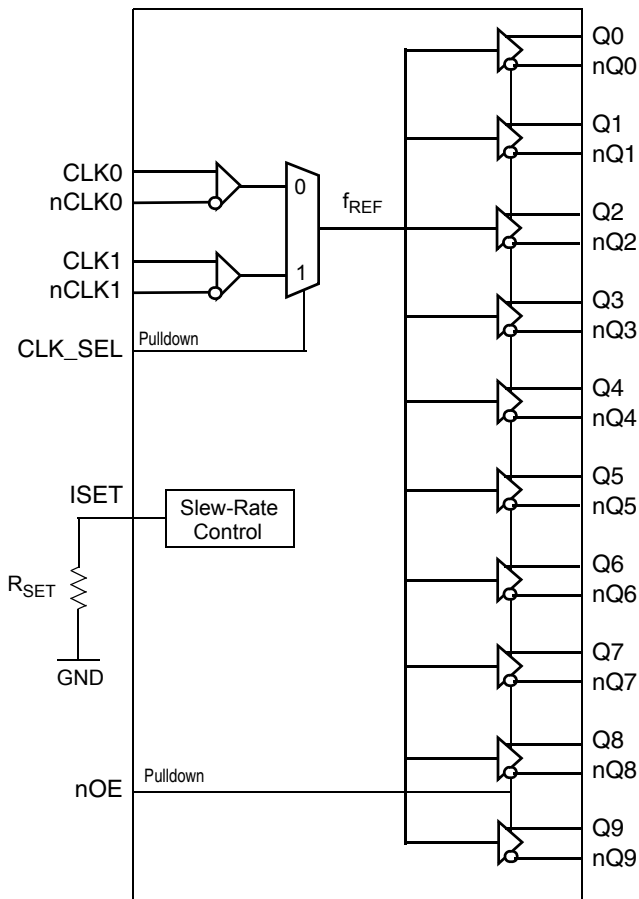 Q0
nQ0
Q1
nQ1
CLK0
nCLK0
0
fREF
Q2
nQ2
CLK1
nCLK1
1
Q3
nQ3
CLK_SEL
Pulldown
Q4
nQ4
ISET
Slew-Rate
Control
Q5
nQ5
RSET
GND
Q6
nQ6
Q7
nQ7
nOE
Pulldown
Q8
nQ8
Q9
nQ9